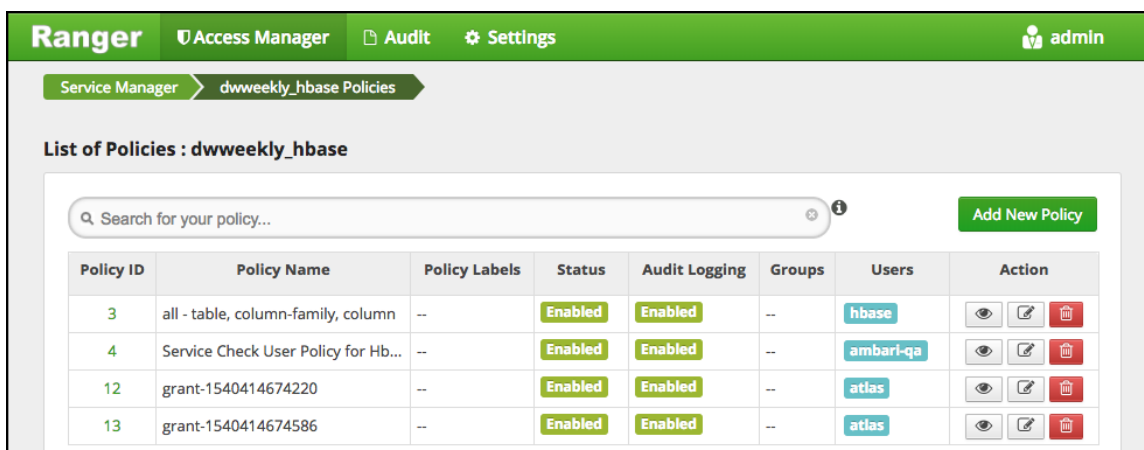 Ranger Access Manager Audit Settings admin
Service Manager dwweekly_hbase Policies
List of Policies : dwweekly_hbase
Search for your policy... Add New Policy
Policy ID Policy Name Policy Labels Status Audit Logging Groups Users Action
3 all - table, column-family, column -- Enabled Enabled -- hbase
4 Service Check User Policy for Hb... -- Enabled Enabled -- ambari-qa
12 grant-1540414674220 -- Enabled Enabled -- atlas
13 grant-1540414674586 -- Enabled Enabled -- atlas